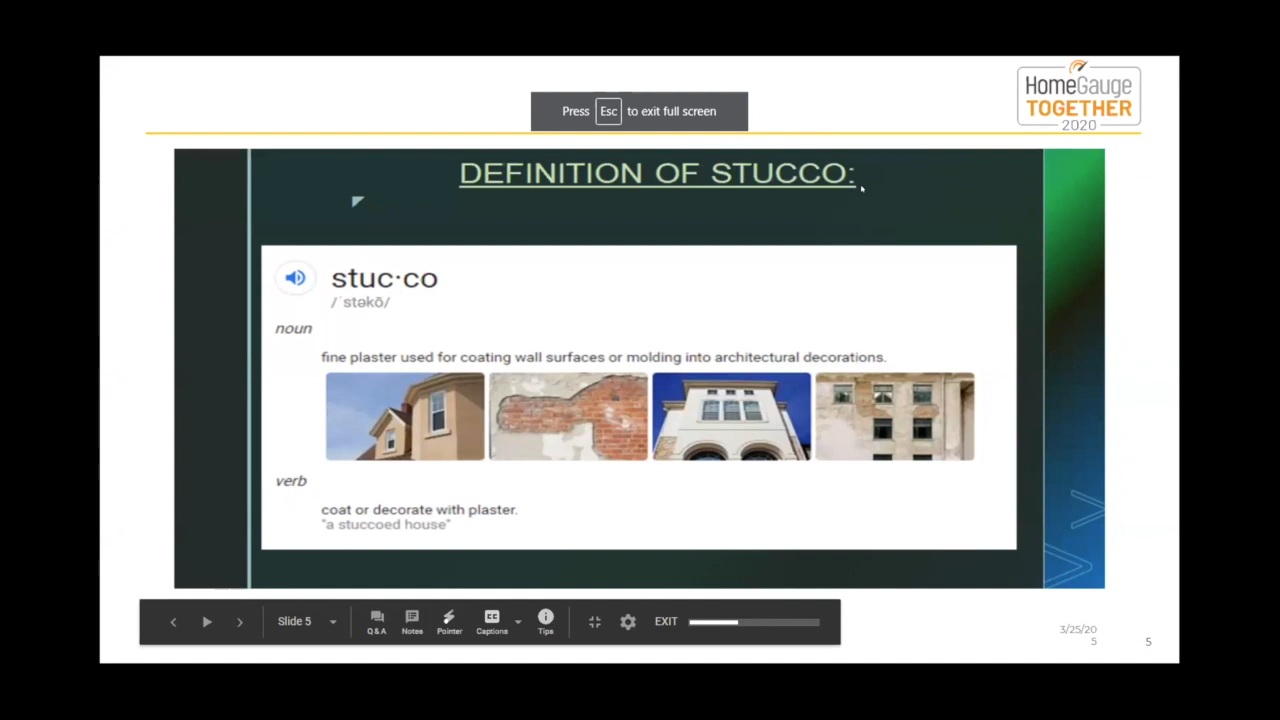 HomeGauge
TOGETHER
2020
Press Esc to exit full screen
DEFINITION OF STUCCO:
stuc·co
/ˈstəkō/
noun
fine plaster used for coating wall surfaces or molding into architectural decorations.
verb
coat or decorate with plaster.
"a stuccoed house"
Slide 5
Q & A
Notes
Pointer
CC
Captions
Tips
EXIT
3/25/20
5
5